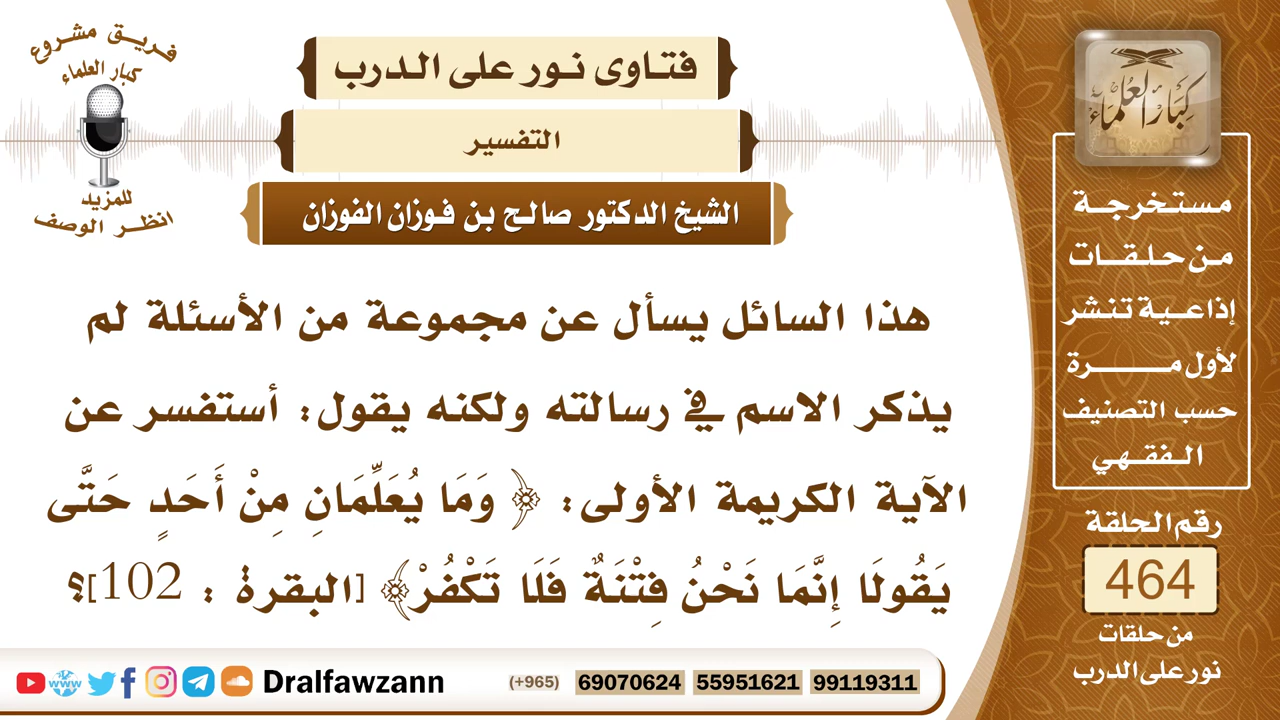 فريق مشروع
كبار العلماء
للمزيد
انظر الوصف
فتاوى نور على الدرب
التفسير
الشيخ الدكتور صالح بن فوزان الفوزان
هذا السائل يسأل عن مجموعة من الأسئلة لم
يذكر الاسم في رسالته ولكنه يقول: أستفسر عن
الآية الكريمة الأولى: ﴿ وَمَا يُعَلِّمَانِ مِنْ أَحَدٍ حَتَّى
يَقُولَا إِنَّمَا نَحْنُ فِتْنَةٌ فَلَا تَكْفُرْ﴾ [البقرة : 102]؟
كبار العلماء
مستخرجة
من حلقات
إذاعية تنشر
لأول مرة
حسب التصنيف
الفقهي
رقم الحلقة
464
من حلقات
نور على الدرب
www Dralfawzann (+965) 69070624 55951621 99119311